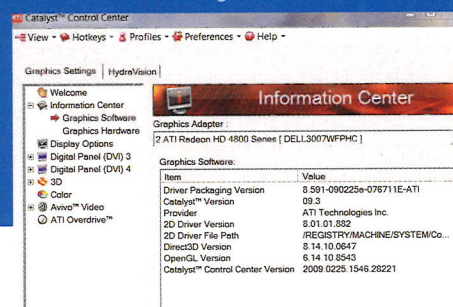 Catalyst™ Control Center
View Hotkeys Profiles Preferences Help
Graphics Settings HydraVision
Welcome
Information Center
Graphics Software
Graphics Hardware
Display Options
Digital Panel (DVI) 3
Digital Panel (DVI) 4
3D
Color
Avivo™ Video
ATI Overdrive™
Information Center
Graphics Adapter :
2 ATI Radeon HD 4800 Series [ DELL3007WFPHC ]
Graphics Software:
Item Value
Driver Packaging Version 8.591-090225a-076711E-ATI
Catalyst™ Version 09.3
Provider ATI Technologies Inc.
2D Driver Version 8.01.01.882
2D Driver File Path /REGISTRY/MACHINE/SYSTEM/Co...
Direct3D Version 8.14.10.0647
OpenGL Version 6.14.10.8543
Catalyst™ Control Center Version 2009.0225.1546.28221